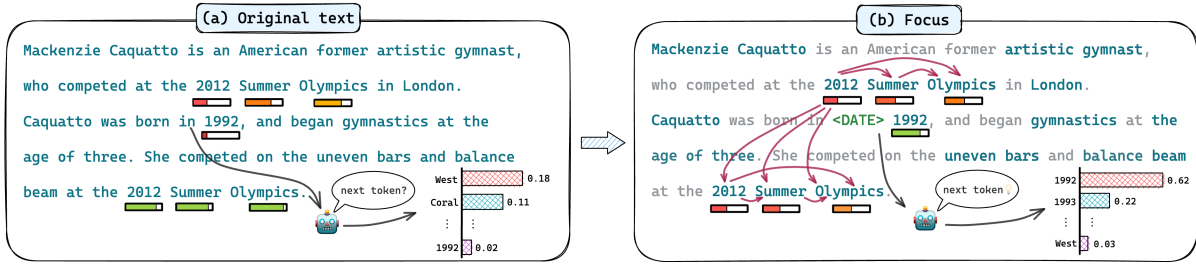 (a) Original text
Mackenzie Caquatto is an American former artistic gymnast,
who competed at the 2012 Summer Olympics in London.
Caquatto was born in 1992, and began gymnastics at the
age of three. She competed on the uneven bars and balance
beam at the 2012 Summer Olympics.
next token?
West 0.18
Coral 0.11
⋮ ⋮
1992 0.02
(b) Focus
Mackenzie Caquatto is an American former artistic gymnast,
who competed at the 2012 Summer Olympics in London.
Caquatto was born in <DATE> 1992, and began gymnastics at the
age of three. She competed on the uneven bars and balance beam
at the 2012 Summer Olympics.
next token
1992 0.62
1993 0.22
⋮ ⋮
West 0.03